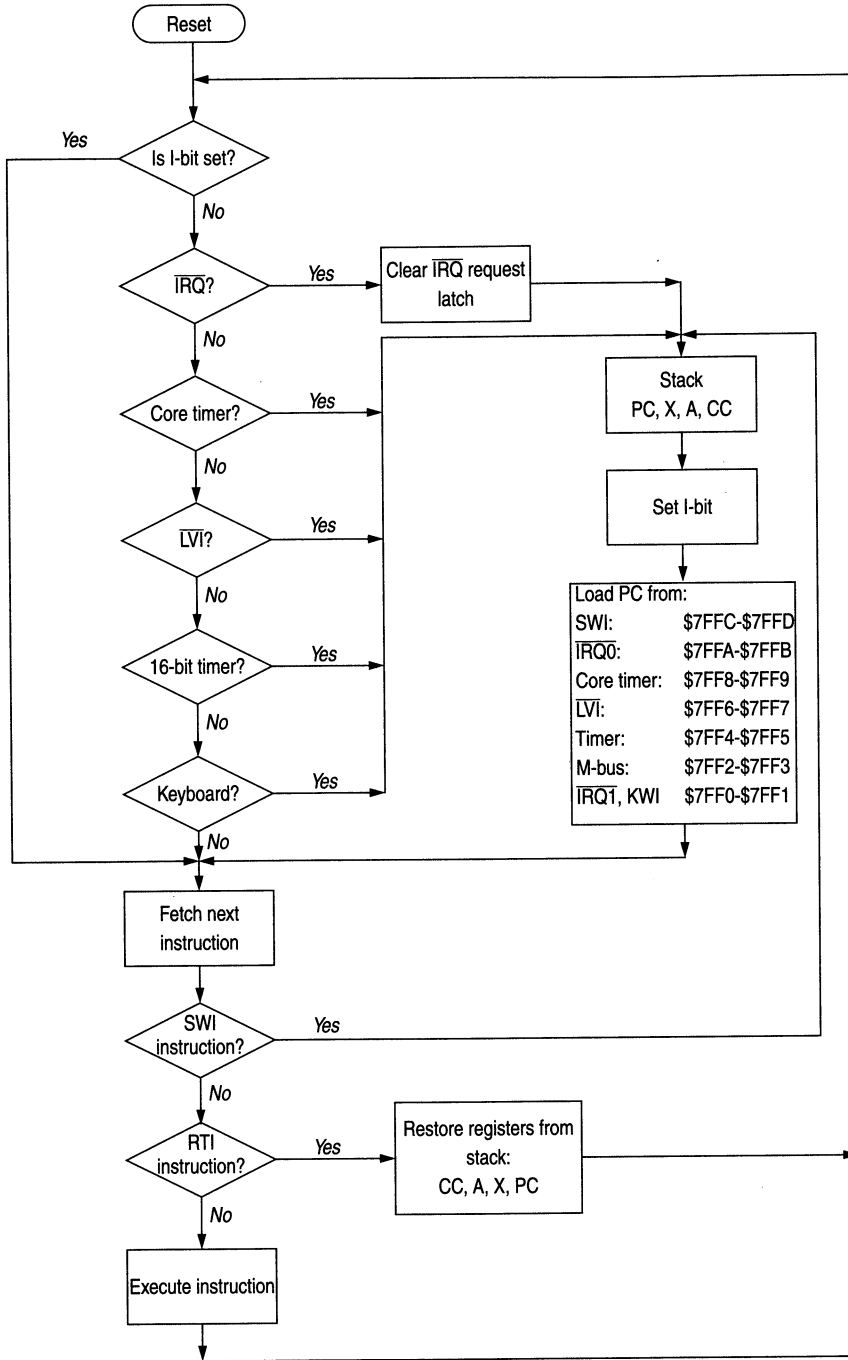 Reset
Yes
Is I-bit set?
No
IRQ?
Yes
Clear IRQ request
latch
No
Core timer?
Yes
Stack
PC, X, A, CC
No
Set I-bit
LVI?
Yes
No
Load PC from:
SWI: $7FFC-$7FFD
IRQ0: $7FFA-$7FFB
Core timer: $7FF8-$7FF9
LVI: $7FF6-$7FF7
Timer: $7FF4-$7FF5
M-bus: $7FF2-$7FF3
IRQ1, KWI $7FF0-$7FF1
16-bit timer?
Yes
No
Keyboard?
Yes
No
Fetch next
instruction
SWI
instruction?
Yes
No
RTI
instruction?
Yes
Restore registers from
stack:
CC, A, X, PC
No
Execute instruction